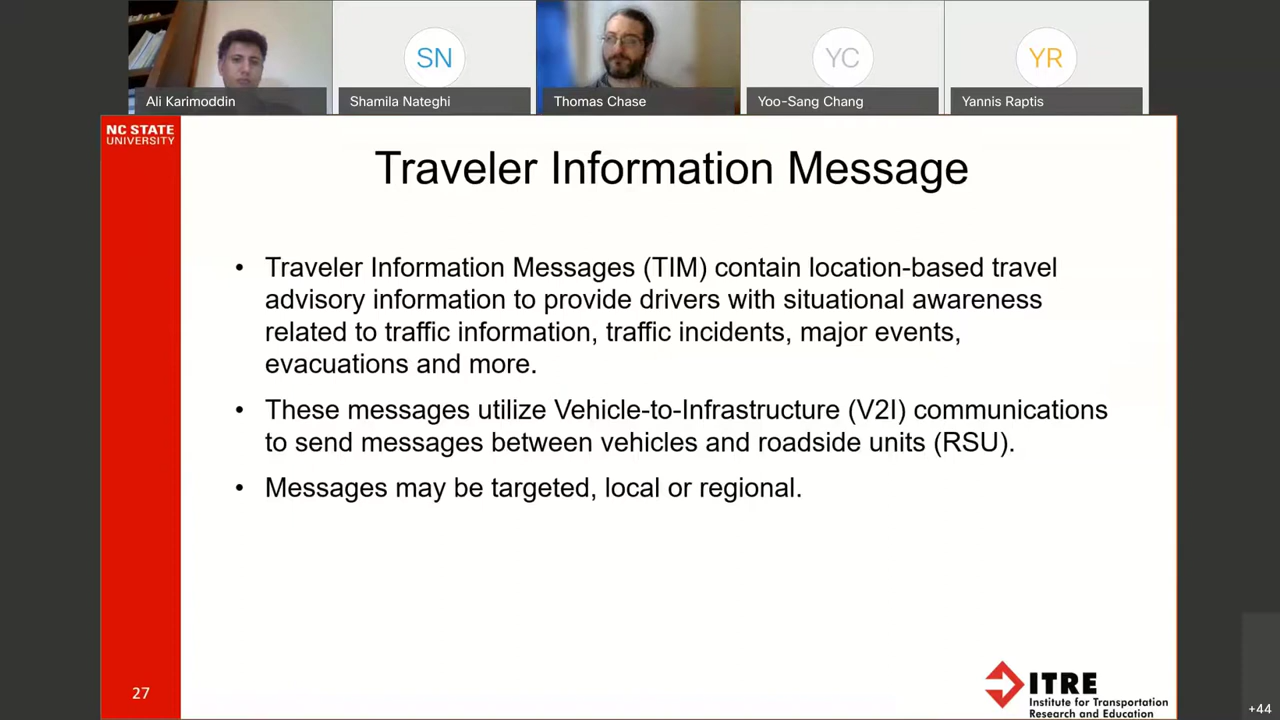 SN
YC
YR
Ali Karimoddin
Shamila Nateghi
Thomas Chase
Yoo-Sang Chang
Yannis Raptis
NC STATE
UNIVERSITY
Traveler Information Message
• Traveler Information Messages (TIM) contain location-based travel
advisory information to provide drivers with situational awareness
related to traffic information, traffic incidents, major events,
evacuations and more.
• These messages utilize Vehicle-to-Infrastructure (V2I) communications
to send messages between vehicles and roadside units (RSU).
• Messages may be targeted, local or regional.
27
ITRE
Institute for Transportation
Research and Education
+44